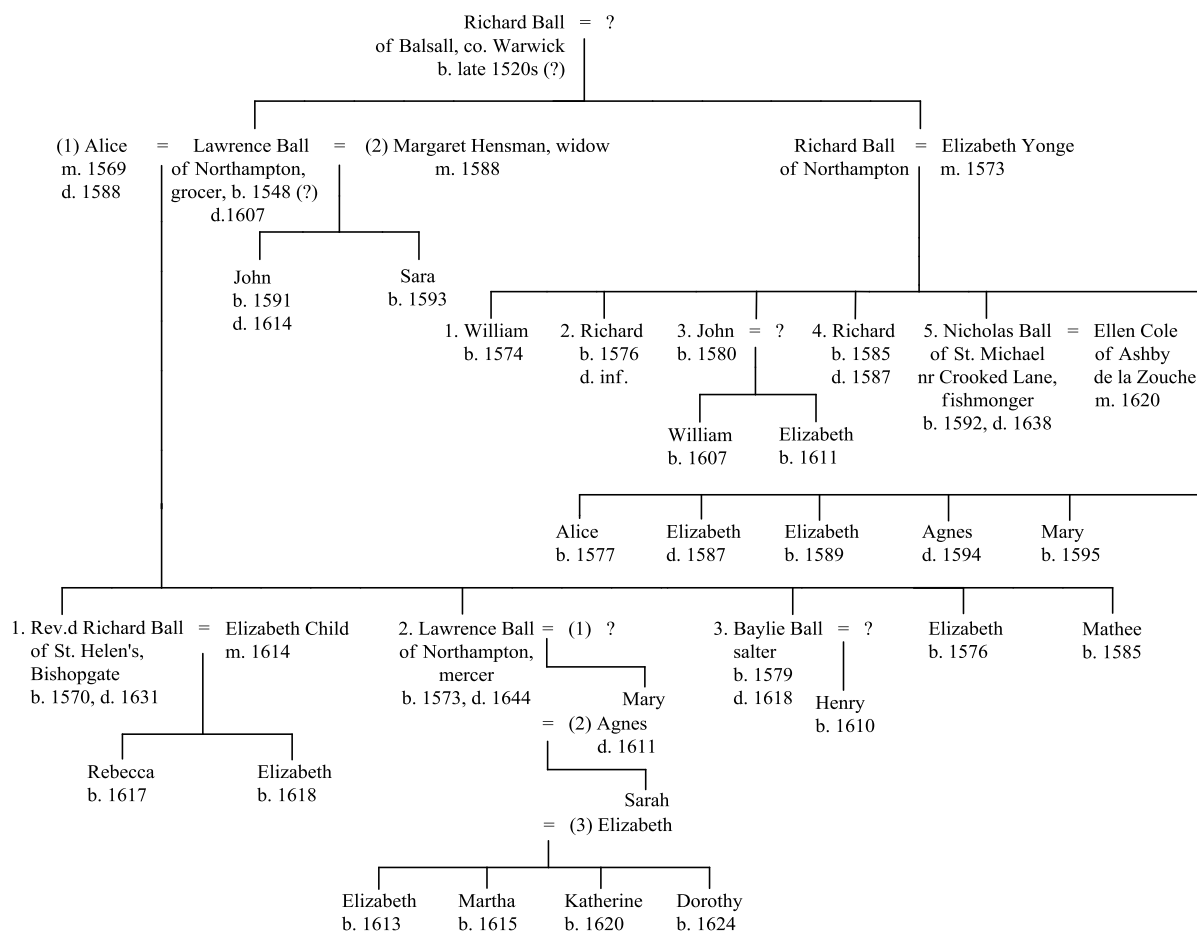 Richard Ball = ?
of Balsall, co. Warwick
b. late 1520s (?)
(1) Alice = Lawrence Ball = (2) Margaret Hensman, widow
m. 1569 of Northampton, m. 1588
d. 1588 grocer, b. 1548 (?)
d.1607
Richard Ball = Elizabeth Yonge
of Northampton m. 1573
John Sara
b. 1591 b. 1593
d. 1614
1. William 2. Richard 3. John = ? 4. Richard 5. Nicholas Ball = Ellen Cole
b. 1574 b. 1576 b. 1580 b. 1585 of St. Michael of Ashby
d. inf. d. 1587 nr Crooked Lane, de la Zouche
fishmonger m. 1620
b. 1592, d. 1638
William Elizabeth
b. 1607 b. 1611
Alice Elizabeth Elizabeth Agnes Mary
b. 1577 d. 1587 b. 1589 d. 1594 b. 1595
1. Rev.d Richard Ball = Elizabeth Child 2. Lawrence Ball = (1) ? 3. Baylie Ball = ? Elizabeth Mathee
of St. Helen's, m. 1614 of Northampton, salter b. 1576 b. 1585
Bishopgate mercer b. 1579
b. 1570, d. 1631 b. 1573, d. 1644 Mary d. 1618 Henry
= (2) Agnes b. 1610
d. 1611
Rebecca Elizabeth
b. 1617 b. 1618
Sarah
= (3) Elizabeth
Elizabeth Martha Katherine Dorothy
b. 1613 b. 1615 b. 1620 b. 1624